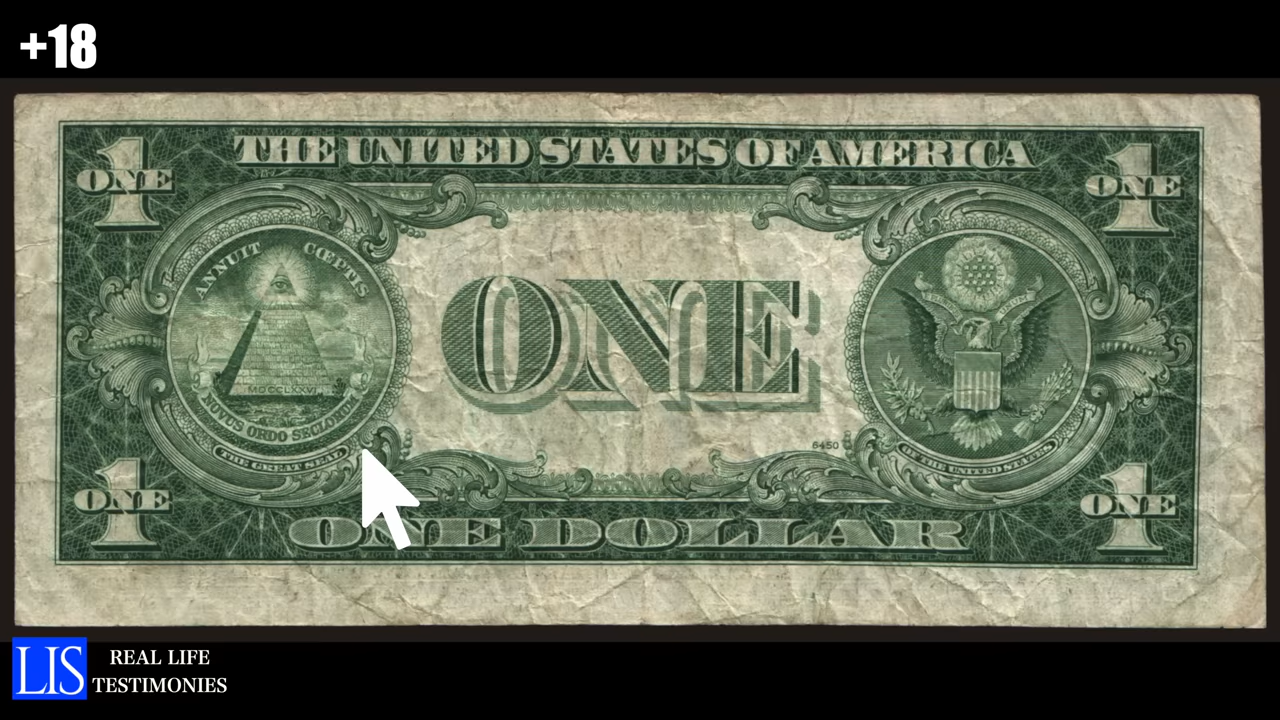 +18
THE UNITED STATES OF AMERICA
1 ONE
1 ONE
ANNUIT CŒPTIS
ONE
MDCCLXXVI
NOVUS ORDO SECLORUM
THE GREAT SEAL
OF THE UNITED STATES
6450
1 ONE
1 ONE
ONE DOLLAR
LIS
REAL LIFE
TESTIMONIES